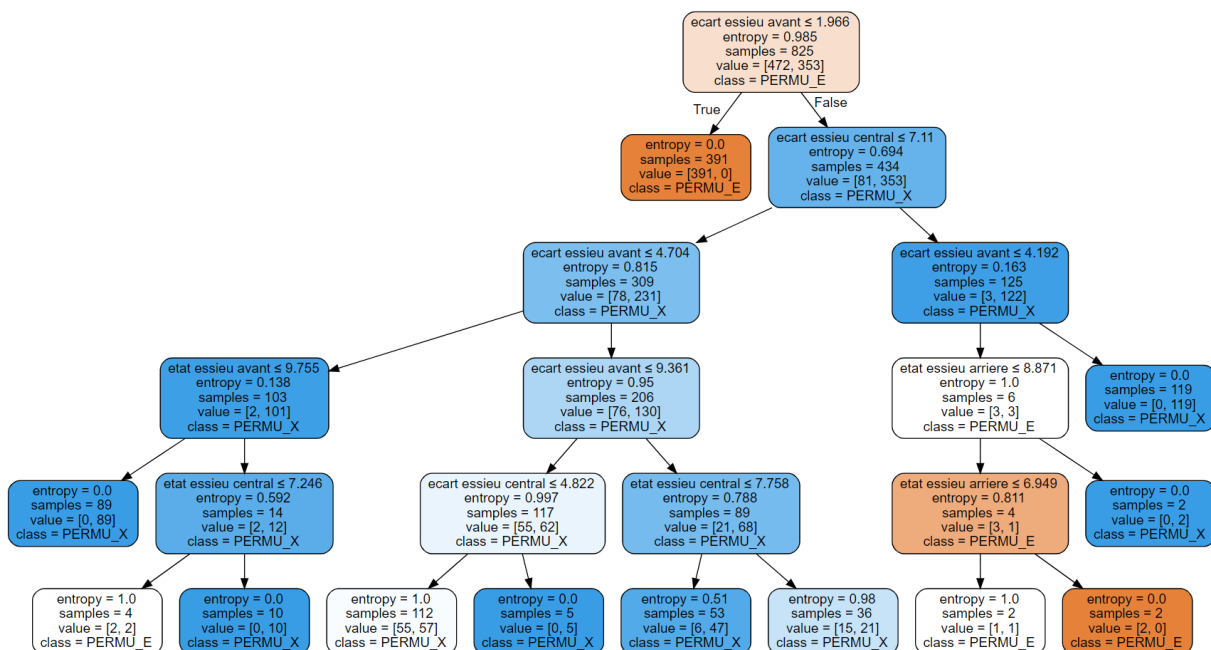 ecart essieu avant ≤ 1.966
entropy = 0.985
samples = 825
value = [472, 353]
class = PERMU_E
True
False
entropy = 0.0
samples = 391
value = [391, 0]
class = PERMU_E
ecart essieu central ≤ 7.11
entropy = 0.694
samples = 434
value = [81, 353]
class = PERMU_X
ecart essieu avant ≤ 4.704
entropy = 0.815
samples = 309
value = [78, 231]
class = PERMU_X
ecart essieu avant ≤ 4.192
entropy = 0.163
samples = 125
value = [3, 122]
class = PERMU_X
etat essieu avant ≤ 9.755
entropy = 0.138
samples = 103
value = [2, 101]
class = PERMU_X
ecart essieu avant ≤ 9.361
entropy = 0.95
samples = 206
value = [76, 130]
class = PERMU_X
etat essieu arriere ≤ 8.871
entropy = 1.0
samples = 6
value = [3, 3]
class = PERMU_E
entropy = 0.0
samples = 119
value = [0, 119]
class = PERMU_X
entropy = 0.0
samples = 89
value = [0, 89]
class = PERMU_X
etat essieu central ≤ 7.246
entropy = 0.592
samples = 14
value = [2, 12]
class = PERMU_X
ecart essieu central ≤ 4.822
entropy = 0.997
samples = 117
value = [55, 62]
class = PERMU_X
etat essieu central ≤ 7.758
entropy = 0.788
samples = 89
value = [21, 68]
class = PERMU_X
etat essieu arriere ≤ 6.949
entropy = 0.811
samples = 4
value = [3, 1]
class = PERMU_E
entropy = 0.0
samples = 2
value = [0, 2]
class = PERMU_X
entropy = 1.0
samples = 4
value = [2, 2]
class = PERMU_E
entropy = 0.0
samples = 10
value = [0, 10]
class = PERMU_X
entropy = 1.0
samples = 112
value = [55, 57]
class = PERMU_X
entropy = 0.0
samples = 5
value = [0, 5]
class = PERMU_X
entropy = 0.51
samples = 53
value = [6, 47]
class = PERMU_X
entropy = 0.98
samples = 36
value = [15, 21]
class = PERMU_X
entropy = 1.0
samples = 2
value = [1, 1]
class = PERMU_E
entropy = 0.0
samples = 2
value = [2, 0]
class = PERMU_E